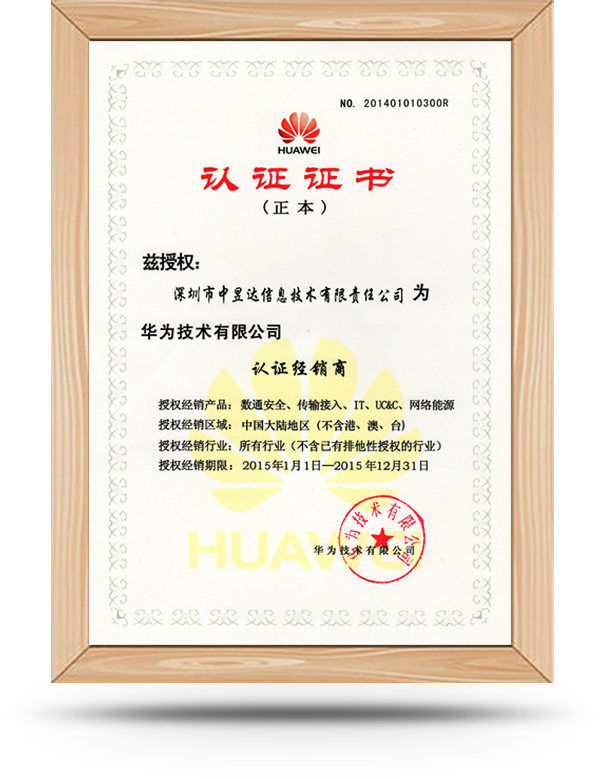 NO. 201401010300R
HUAWEI
认证证书
（正本）
兹授权：
深圳市中昱达信息技术有限责任公司 为
华为技术有限公司
认证经销商
授权经销产品：数通安全、传输接入、IT、UC&C、网络能源
授权经销区域：中国大陆地区（不含港、澳、台）
授权经销行业：所有行业（不含已有排他性授权的行业）
授权经销期限：2015年1月1日—2015年12月31日
HUAWEI
华为技术有限公司
华为技术有限公司